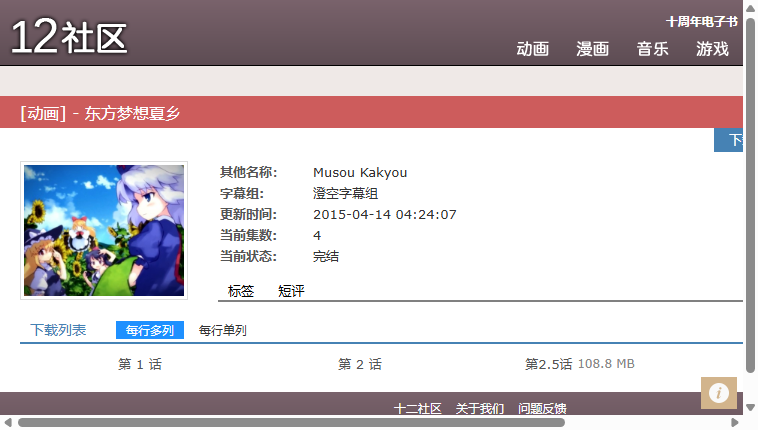 12社区
十周年电子书
动画 漫画 音乐 游戏
[动画] - 东方梦想夏乡
其他名称: Musou Kakyou
字幕组: 澄空字幕组
更新时间: 2015-04-14 04:24:07
当前集数: 4
当前状态: 完结
标签 短评
下载列表 每行多列 每行单列
第 1 话 第 2 话 第2.5话 108.8 MB
十二社区 关于我们 问题反馈